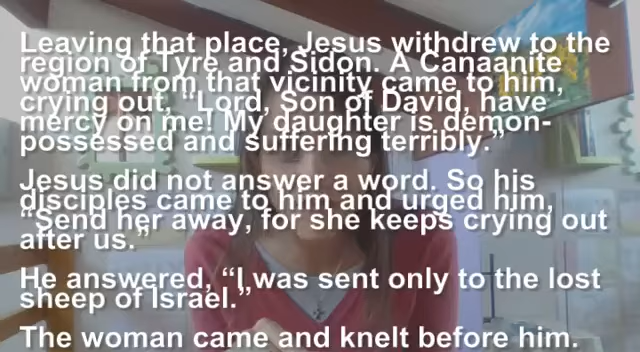 Leaving that place, Jesus withdrew to the
region of Tyre and Sidon. A Canaanite
woman from that vicinity came to him,
crying out, “Lord, Son of David, have
mercy on me! My daughter is demon-
possessed and suffering terribly.”
Jesus did not answer a word. So his
disciples came to him and urged him,
“Send her away, for she keeps crying out
after us.”
He answered, “I was sent only to the lost
sheep of Israel.”
The woman came and knelt before him.